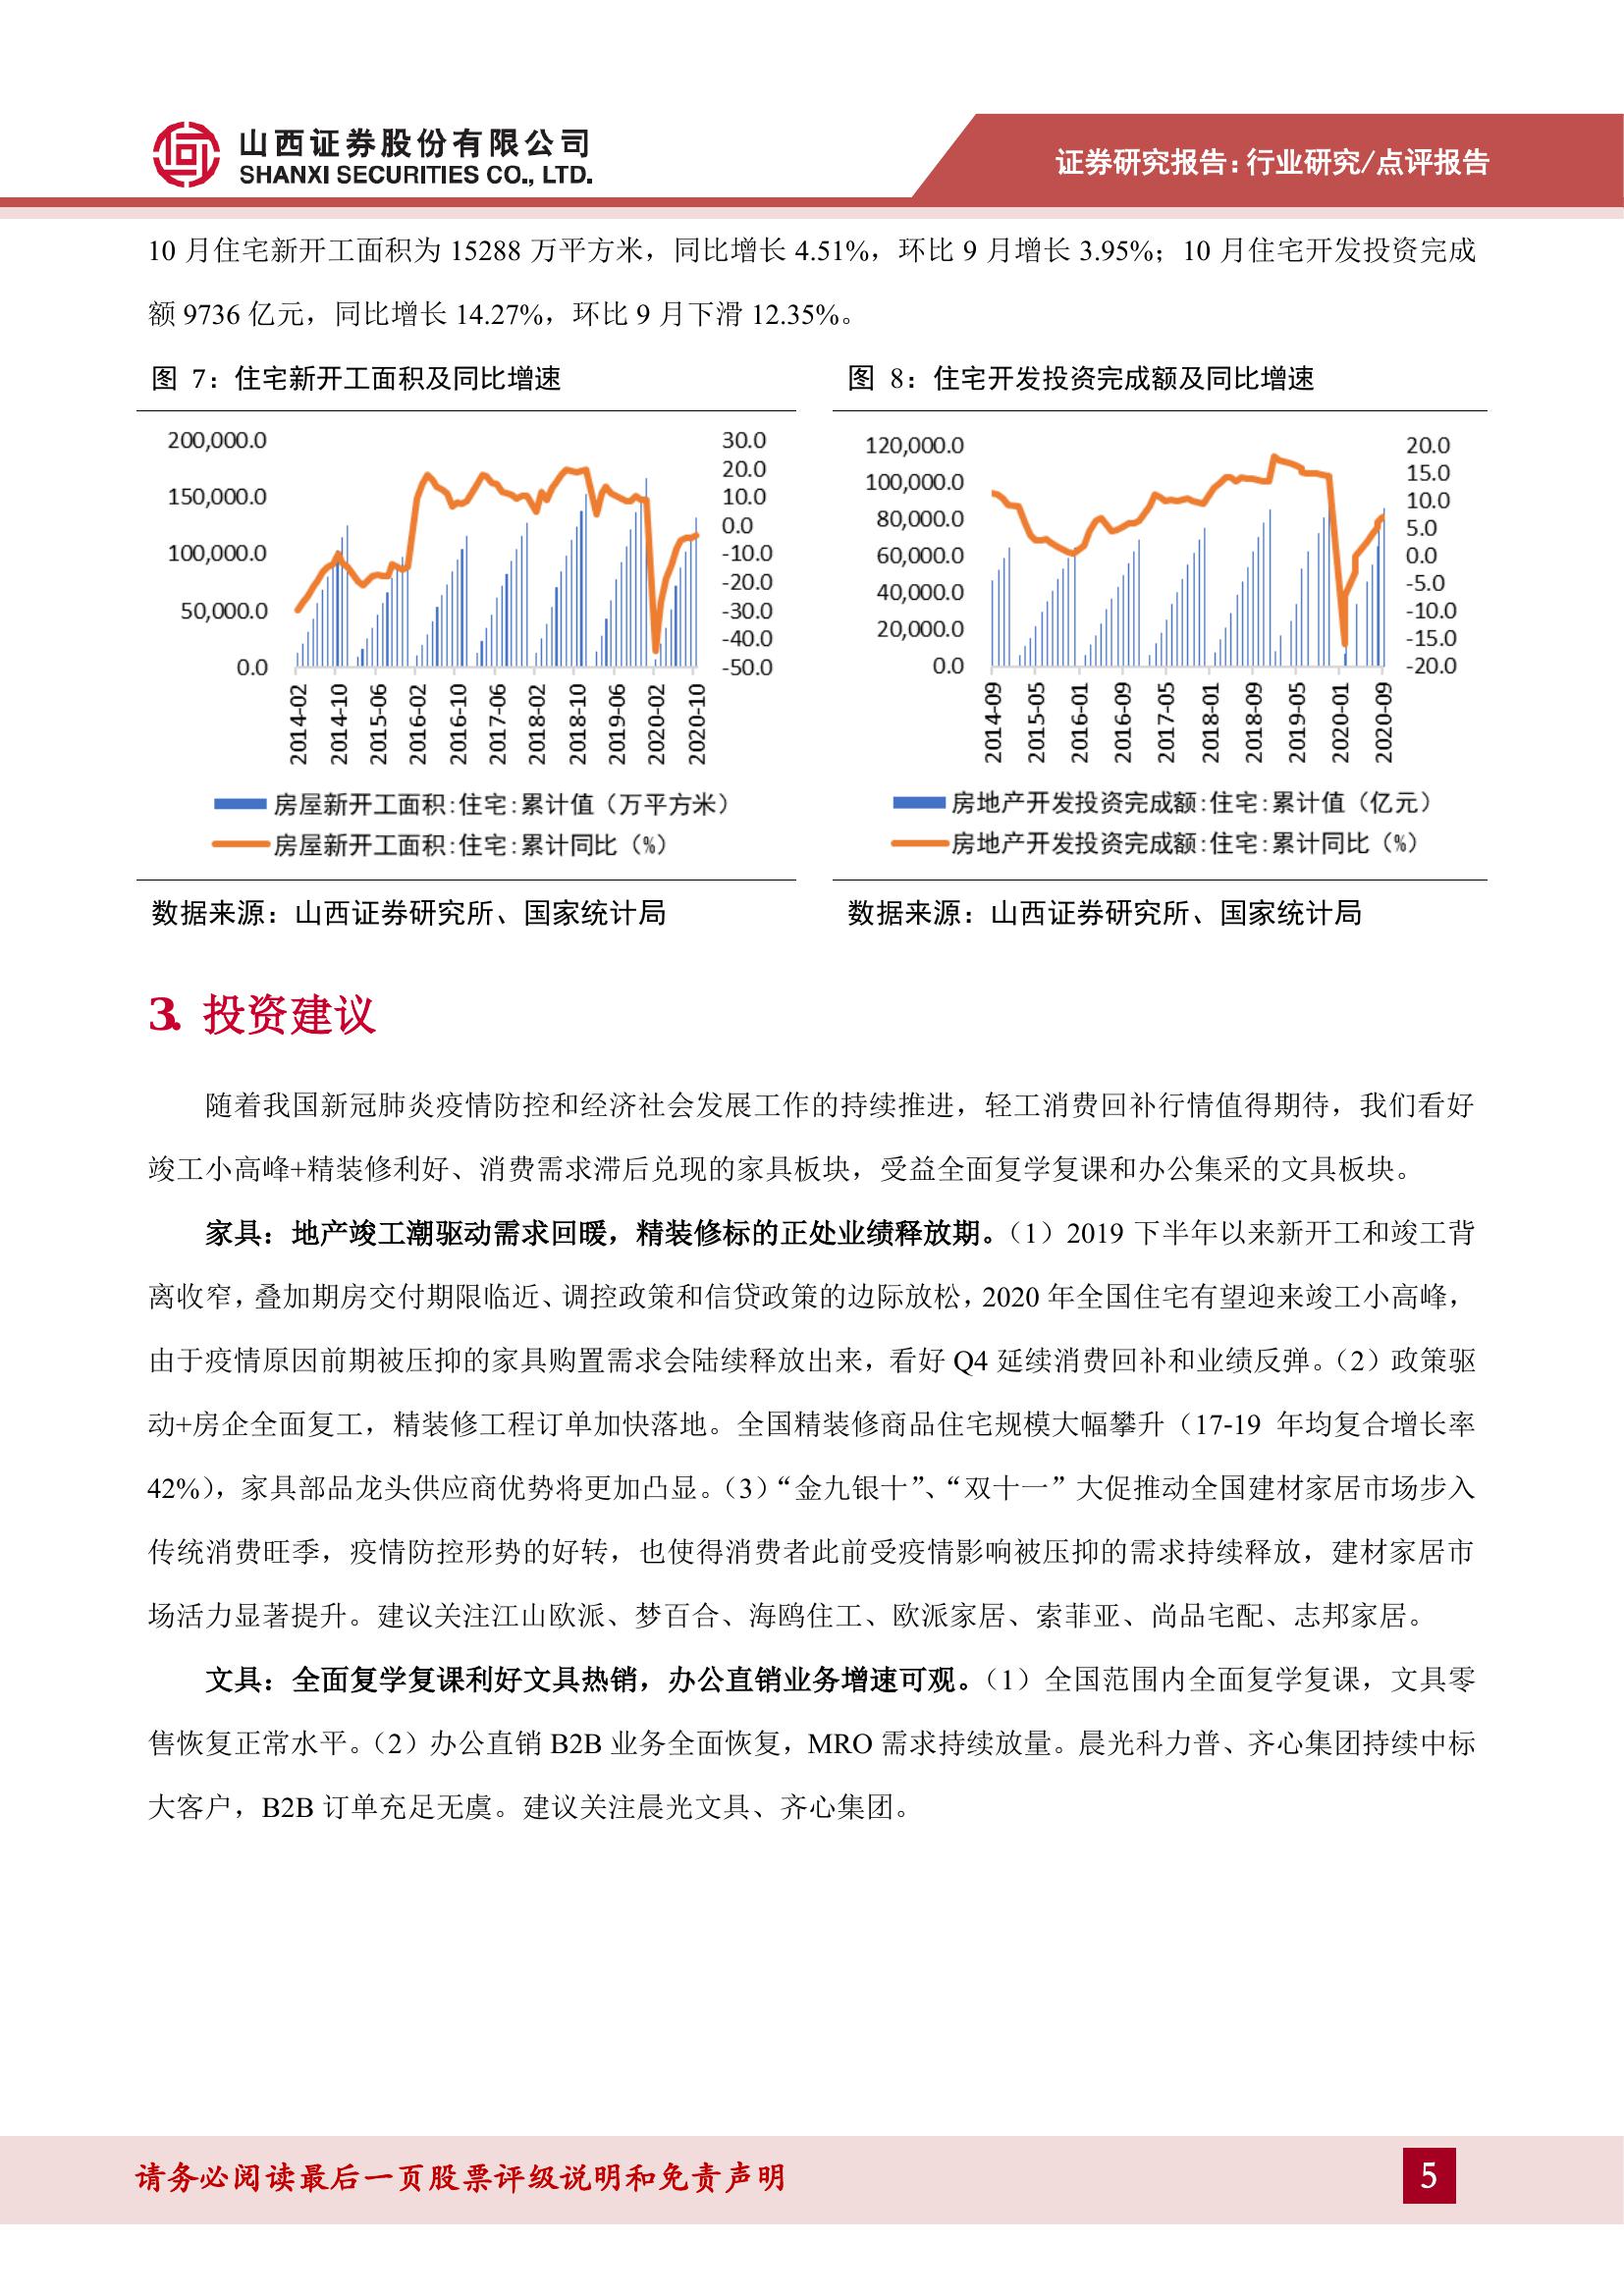 山西证券股份有限公司
SHANXI SECURITIES CO., LTD.
证券研究报告：行业研究/点评报告
10 月住宅新开工面积为 15288 万平方米，同比增长 4.51%，环比 9 月增长 3.95%；10 月住宅开发投资完成
额 9736 亿元，同比增长 14.27%，环比 9 月下滑 12.35%。
图 7：住宅新开工面积及同比增速
200,000.0
150,000.0
100,000.0
50,000.0
0.0
30.0
20.0
10.0
0.0
-10.0
-20.0
-30.0
-40.0
-50.0
2014-02
2014-10
2015-06
2016-02
2016-10
2017-06
2018-02
2018-10
2019-06
2020-02
2020-10
房屋新开工面积:住宅:累计值（万平方米）
房屋新开工面积:住宅:累计同比（%）
数据来源：山西证券研究所、国家统计局
图 8：住宅开发投资完成额及同比增速
120,000.0
100,000.0
80,000.0
60,000.0
40,000.0
20,000.0
0.0
20.0
15.0
10.0
5.0
0.0
-5.0
-10.0
-15.0
-20.0
2014-09
2015-05
2016-01
2016-09
2017-05
2018-01
2018-09
2019-05
2020-01
2020-09
房地产开发投资完成额:住宅:累计值（亿元）
房地产开发投资完成额:住宅:累计同比（%）
数据来源：山西证券研究所、国家统计局
3. 投资建议
随着我国新冠肺炎疫情防控和经济社会发展工作的持续推进，轻工消费回补行情值得期待，我们看好
竣工小高峰+精装修利好、消费需求滞后兑现的家具板块，受益全面复学复课和办公集采的文具板块。
家具：地产竣工潮驱动需求回暖，精装修标的正处业绩释放期。（1）2019 下半年以来新开工和竣工背
离收窄，叠加期房交付期限临近、调控政策和信贷政策的边际放松，2020 年全国住宅有望迎来竣工小高峰，
由于疫情原因前期被压抑的家具购置需求会陆续释放出来，看好 Q4 延续消费回补和业绩反弹。（2）政策驱
动+房企全面复工，精装修工程订单加快落地。全国精装修商品住宅规模大幅攀升（17-19 年均复合增长率
42%），家具部品龙头供应商优势将更加凸显。（3）“金九银十”、“双十一”大促推动全国建材家居市场步入
传统消费旺季，疫情防控形势的好转，也使得消费者此前受疫情影响被压抑的需求持续释放，建材家居市
场活力显著提升。建议关注江山欧派、梦百合、海鸥住工、欧派家居、索菲亚、尚品宅配、志邦家居。
文具：全面复学复课利好文具热销，办公直销业务增速可观。（1）全国范围内全面复学复课，文具零
售恢复正常水平。（2）办公直销 B2B 业务全面恢复，MRO 需求持续放量。晨光科力普、齐心集团持续中标
大客户，B2B 订单充足无虞。建议关注晨光文具、齐心集团。
请务必阅读最后一页股票评级说明和免责声明
5